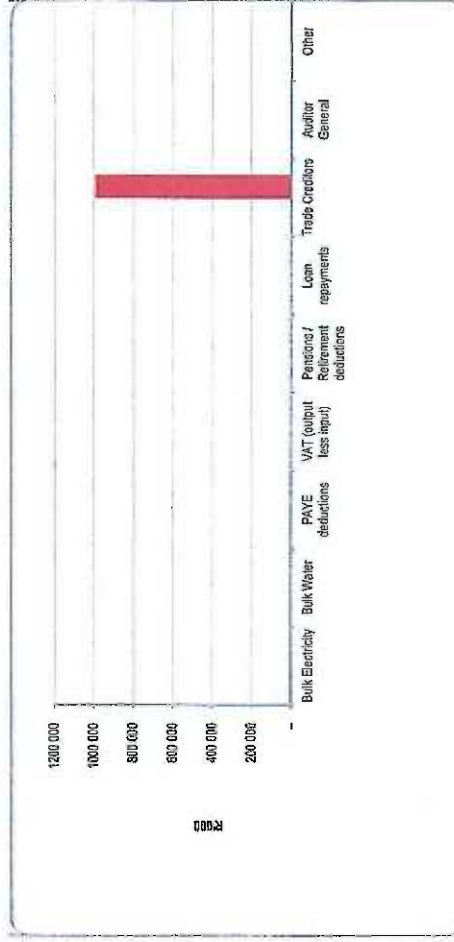 1200 000
1000 000
800 000
600 000
400 000
200 000
-
R'000
Bulk Electricity
Bulk Water
PAYE
deductions
VAT (output
less input)
Pensions /
Retirement
deductions
Loan
repayments
Trade Creditors
Auditor
General
Other